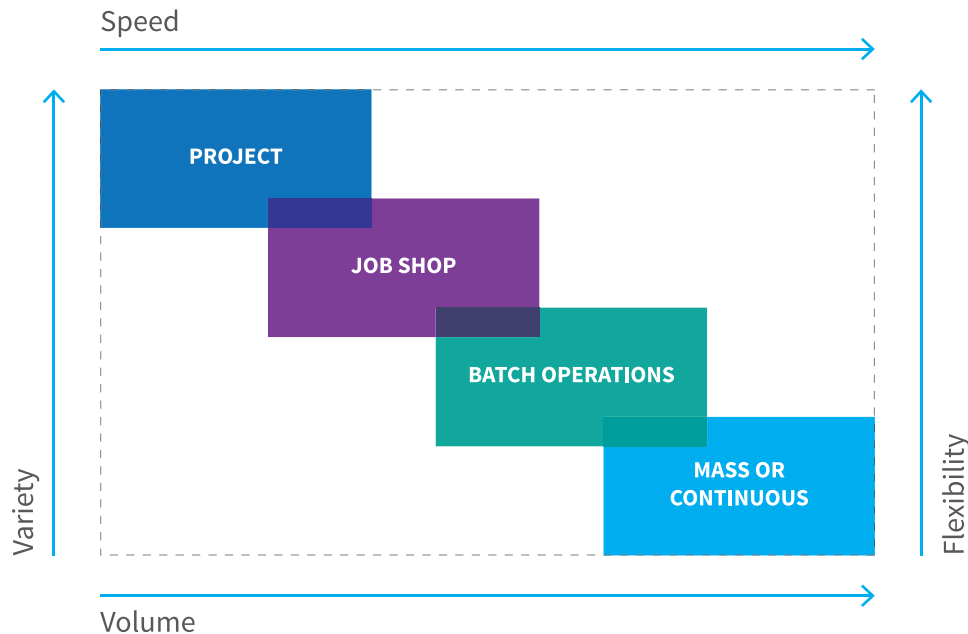 Speed
PROJECT
JOB SHOP
BATCH OPERATIONS
MASS OR
CONTINUOUS
Variety
Flexibility
Volume